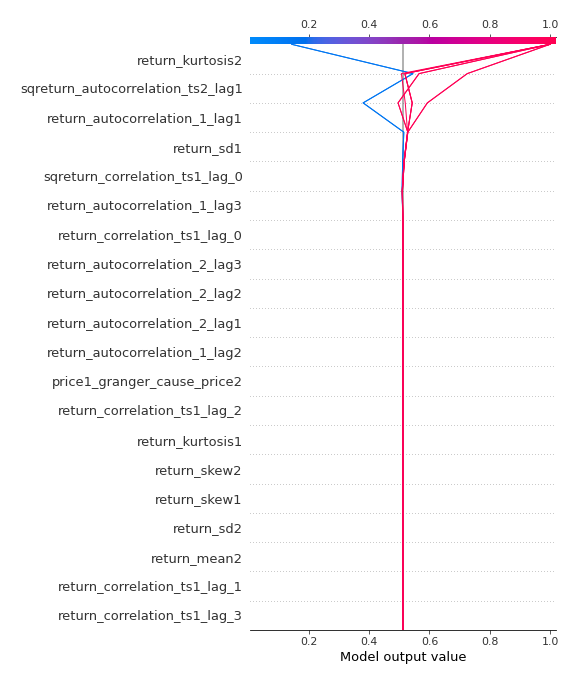 0.2 0.4 0.6 0.8 1.0
return_kurtosis2
sqreturn_autocorrelation_ts2_lag1
return_autocorrelation_1_lag1
return_sd1
sqreturn_correlation_ts1_lag_0
return_autocorrelation_1_lag3
return_correlation_ts1_lag_0
return_autocorrelation_2_lag3
return_autocorrelation_2_lag2
return_autocorrelation_2_lag1
return_autocorrelation_1_lag2
price1_granger_cause_price2
return_correlation_ts1_lag_2
return_kurtosis1
return_skew2
return_skew1
return_sd2
return_mean2
return_correlation_ts1_lag_1
return_correlation_ts1_lag_3
0.2 0.4 0.6 0.8 1.0
Model output value